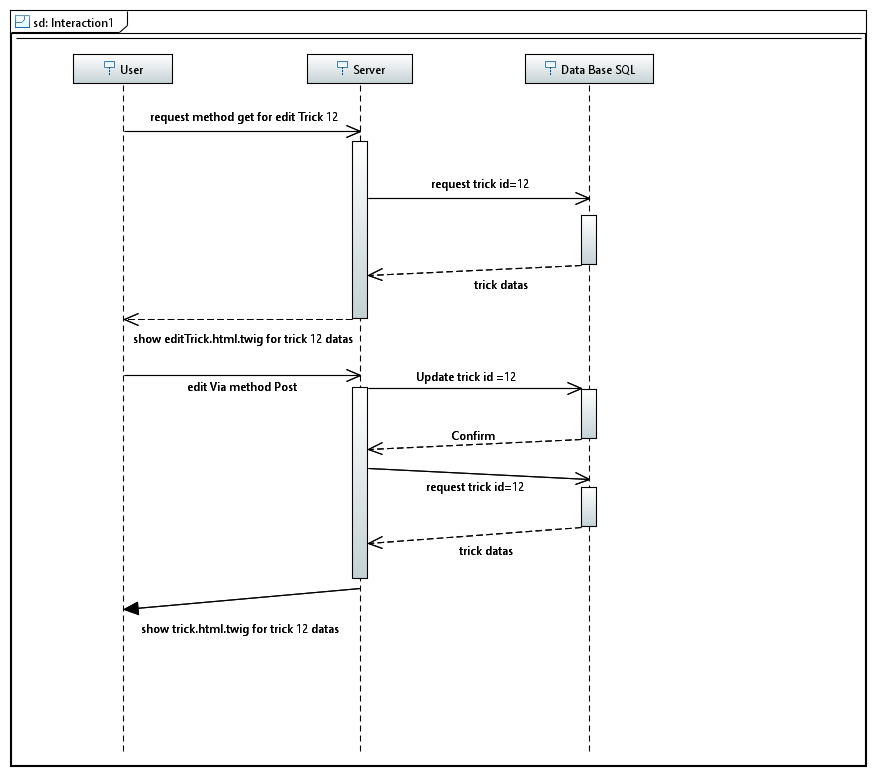 sd: Interaction1
User
Server
Data Base SQL
request method get for edit Trick 12
request trick id=12
trick datas
show editTrick.html.twig for trick 12 datas
edit Via method Post
Update trick id =12
Confirm
request trick id=12
trick datas
show trick.html.twig for trick 12 datas